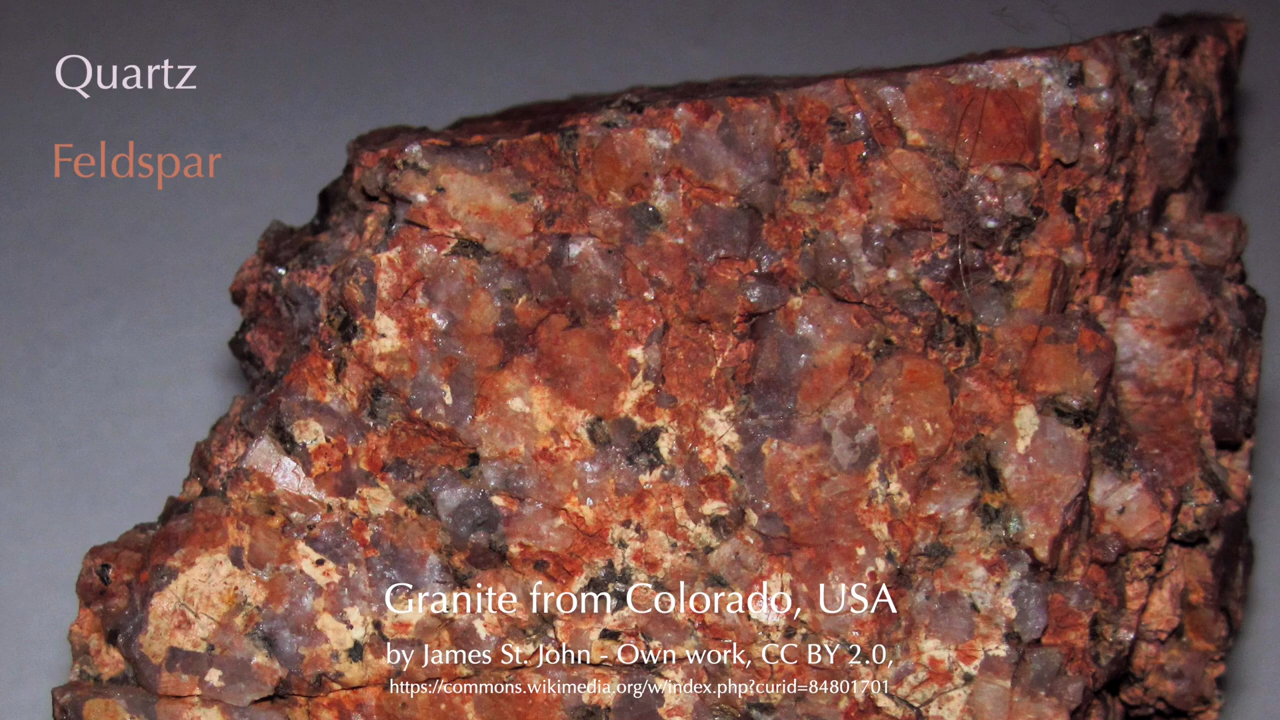 Quartz
Feldspar
Granite from Colorado, USA
by James St. John - Own work, CC BY 2.0,
https://commons.wikimedia.org/w/index.php?curid=84801701